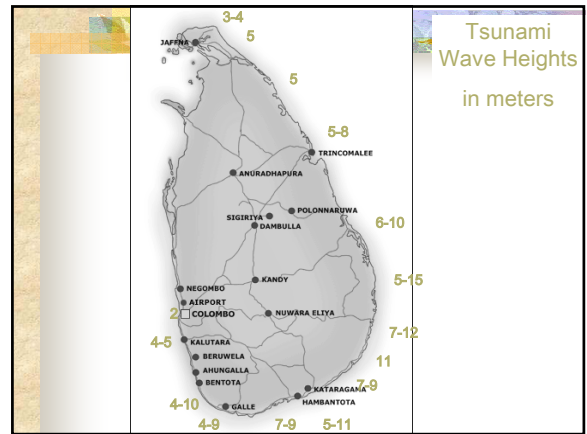 Tsunami
Wave Heights
in meters
3-4
5
JAFFNA
5
5-8
TRINCOMALEE
ANURADHAPURA
POLONNARUWA
SIGIRIYA
6-10
DAMBULLA
KANDY
5-15
NEGOMBO
AIRPORT
2 COLOMBO
NUWARA ELIYA
7-12
4-5
KALUTARA
BERUWELA
11
AHUNGALLA
BENTOTA
7-9
KATARAGAMA
HAMBANTOTA
4-10
GALLE
4-9
7-9
5-11